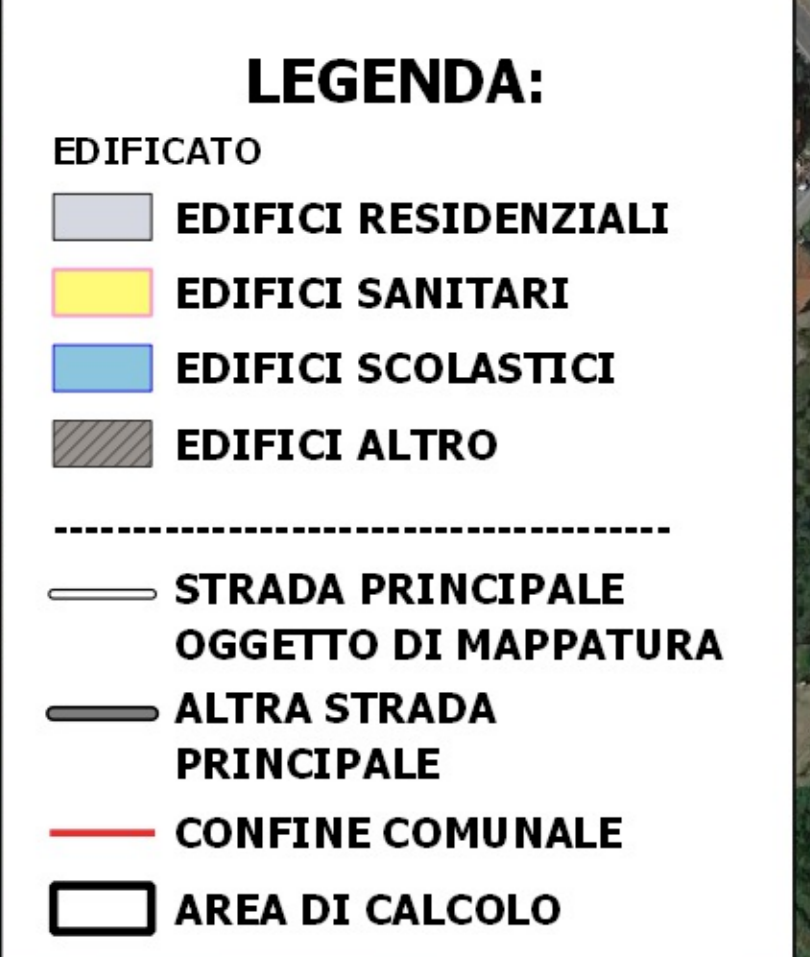 LEGENDA:
EDIFICATO
EDIFICI RESIDENZIALI
EDIFICI SANITARI
EDIFICI SCOLASTICI
EDIFICI ALTRO
---------------------------------------
STRADA PRINCIPALE
OGGETTO DI MAPPATURA
ALTRA STRADA
PRINCIPALE
CONFINE COMUNALE
AREA DI CALCOLO